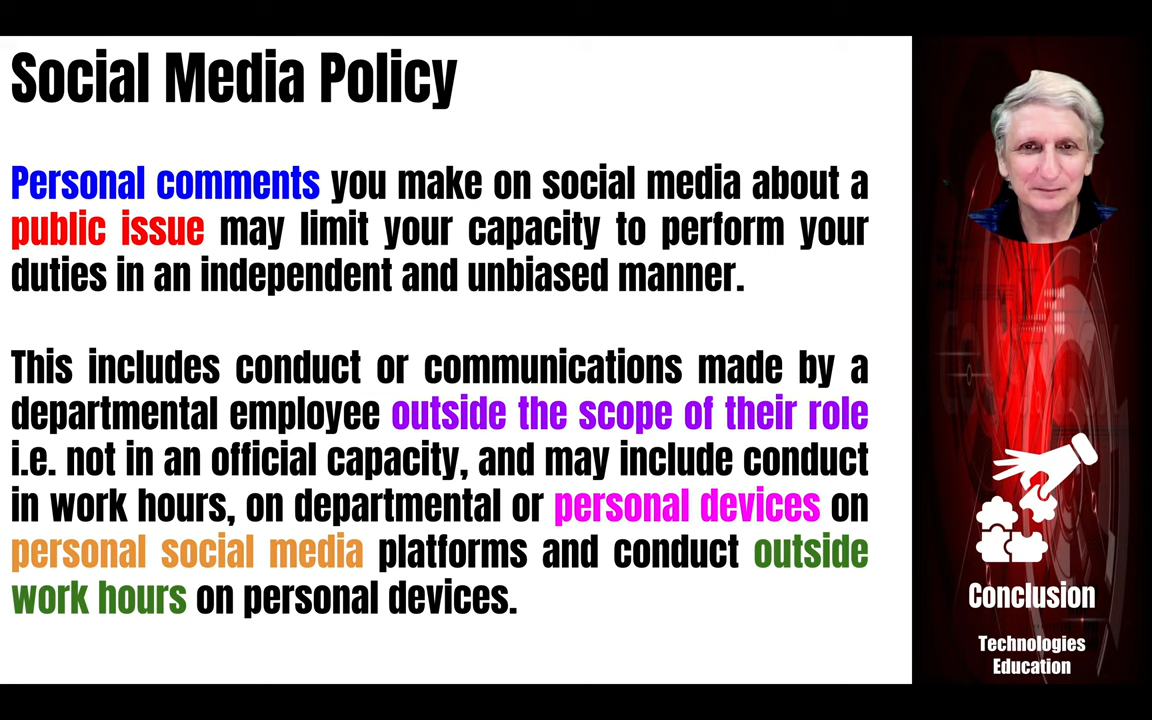 Social Media Policy
Personal comments you make on social media about a
public issue may limit your capacity to perform your
duties in an independent and unbiased manner.
This includes conduct or communications made by a
departmental employee outside the scope of their role
i.e. not in an official capacity, and may include conduct
in work hours, on departmental or personal devices on
personal social media platforms and conduct outside
work hours on personal devices.
Conclusion
Technologies
Education